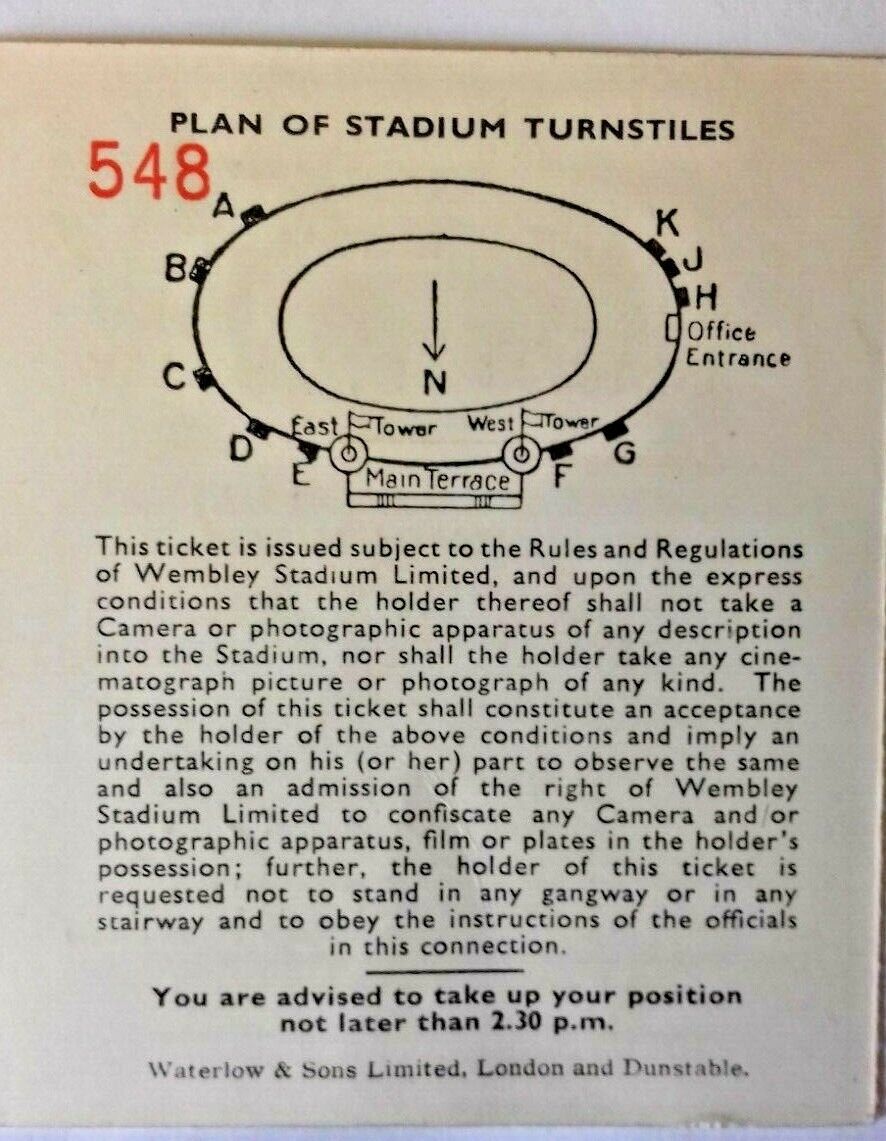 PLAN OF STADIUM TURNSTILES
548
A
K
B
J
H
Office
Entrance
N
C
East Tower
West Tower
D
E
F
G
Main Terrace
This ticket is issued subject to the Rules and Regulations
of Wembley Stadium Limited, and upon the express
conditions that the holder thereof shall not take a
Camera or photographic apparatus of any description
into the Stadium, nor shall the holder take any cine-
matograph picture or photograph of any kind. The
possession of this ticket shall constitute an acceptance
by the holder of the above conditions and imply an
undertaking on his (or her) part to observe the same
and also an admission of the right of Wembley
Stadium Limited to confiscate any Camera and/or
photographic apparatus, film or plates in the holder's
possession; further, the holder of this ticket is
requested not to stand in any gangway or in any
stairway and to obey the instructions of the officials
in this connection.
You are advised to take up your position
not later than 2.30 p.m.
Waterlow & Sons Limited, London and Dunstable.